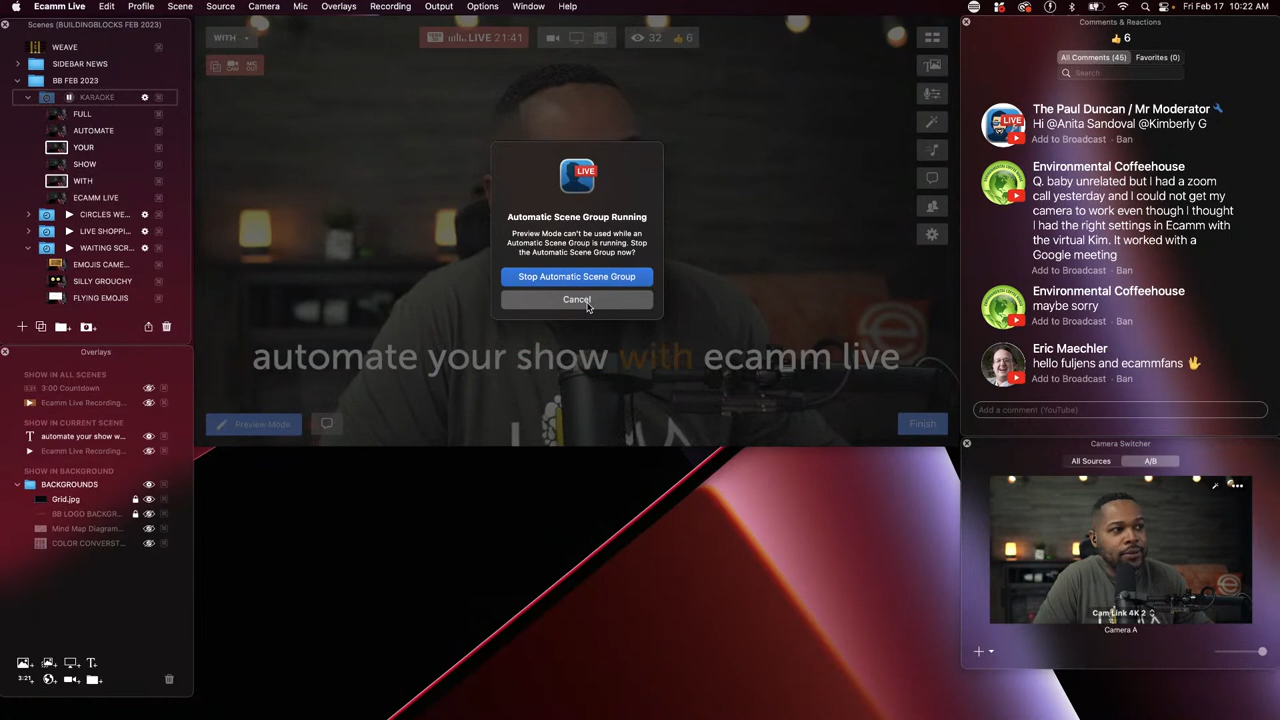 Ecamm Live Edit Profile Scene Source Camera Mic Overlays Recording Output Options Window Help
Fri Feb 17 10:22 AM
Scenes (BUILDINGBLOCKS FEB 2023)
WEAVE
SIDEBAR NEWS
BB FEB 2023
KARAOKE
FULL
AUTOMATE
YOUR
SHOW
WITH
ECAMM LIVE
CIRCLES WE...
LIVE SHOPPI...
WAITING SCR...
EMOJIS CAME...
SILLY GROUCHY
FLYING EMOJIS
Overlays
SHOW IN ALL SCENES
3:00 Countdown
Ecamm Live Recording...
SHOW IN CURRENT SCENE
automate your show w...
Ecamm Live Recording...
SHOW IN BACKGROUND
BACKGROUNDS
Grid.jpg
BB LOGO BACKGR...
Mind Map Diagram...
COLOR CONVERST...
WITH
LIVE 21:41
32 6
LIVE
Automatic Scene Group Running
Preview Mode can't be used while an
Automatic Scene Group is running. Stop
the Automatic Scene Group now?
Stop Automatic Scene Group
Cancel
automate your show with ecamm live
Preview Mode
Finish
Comments & Reactions
6
All Comments (45) Favorites (0)
Search
LIVE
The Paul Duncan / Mr Moderator
Hi @Anita Sandoval @Kimberly G
Add to Broadcast - Ban
Environmental Coffeehouse
Q. baby unrelated but I had a zoom
call yesterday and I could not get my
camera to work even though I thought
I had the right settings in Ecamm with
the virtual Kim. It worked with a
Google meeting
Add to Broadcast - Ban
Environmental Coffeehouse
maybe sorry
Add to Broadcast - Ban
Eric Maechler
hello fuljens and ecammfans 🖖
Add to Broadcast - Ban
Add a comment (YouTube)
Camera Switcher
All Sources A/B
Cam Link 4K 2
Camera A